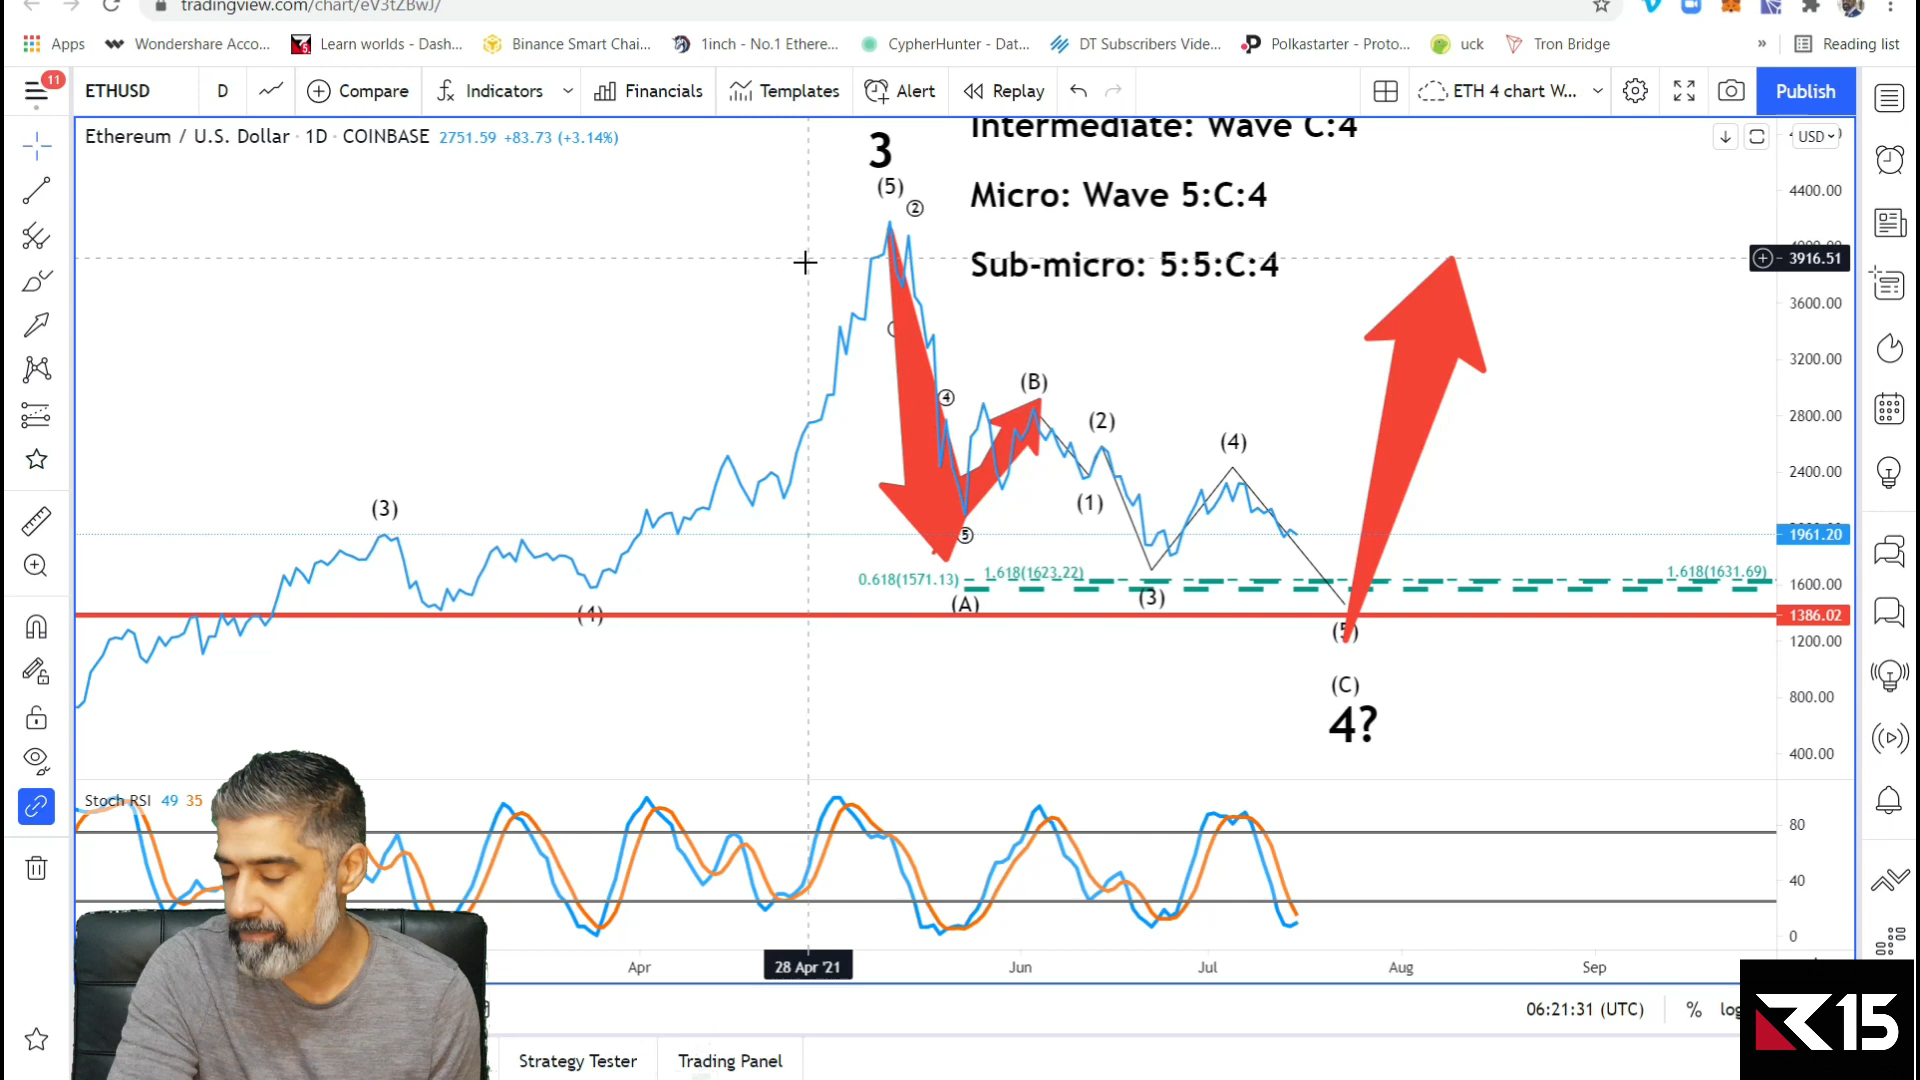 tradingview.com/chart/eV3tZBwJ/
Apps
Wondershare Acco...
Learn worlds - Dash...
Binance Smart Chai...
1inch - No.1 Ethere...
CypherHunter - Dat...
DT Subscribers Vide...
Polkastarter - Proto...
uck
Tron Bridge
»
Reading list
11
ETHUSD
D
Compare
Indicators
Financials
Templates
Alert
Replay
ETH 4 chart W...
Publish
Ethereum / U.S. Dollar · 1D · COINBASE 2751.59 +83.73 (+3.14%)
USD
Intermediate: Wave C:4
3
(5)
②
Micro: Wave 5:C:4
4400.00
Sub-micro: 5:5:C:4
3916.51
3600.00
3200.00
(B)
④
2800.00
(2)
(4)
2400.00
(3)
(1)
⑤
1961.20
0.618(1571.13)
1.618(1623.22)
1.618(1631.69)
1600.00
(A)
(3)
(4)
1386.02
(5)
1200.00
(C)
800.00
4?
400.00
Stoch RSI 49 35
80
40
0
Apr
28 Apr '21
Jun
Jul
Aug
Sep
06:21:31 (UTC)
%
R15
Strategy Tester
Trading Panel